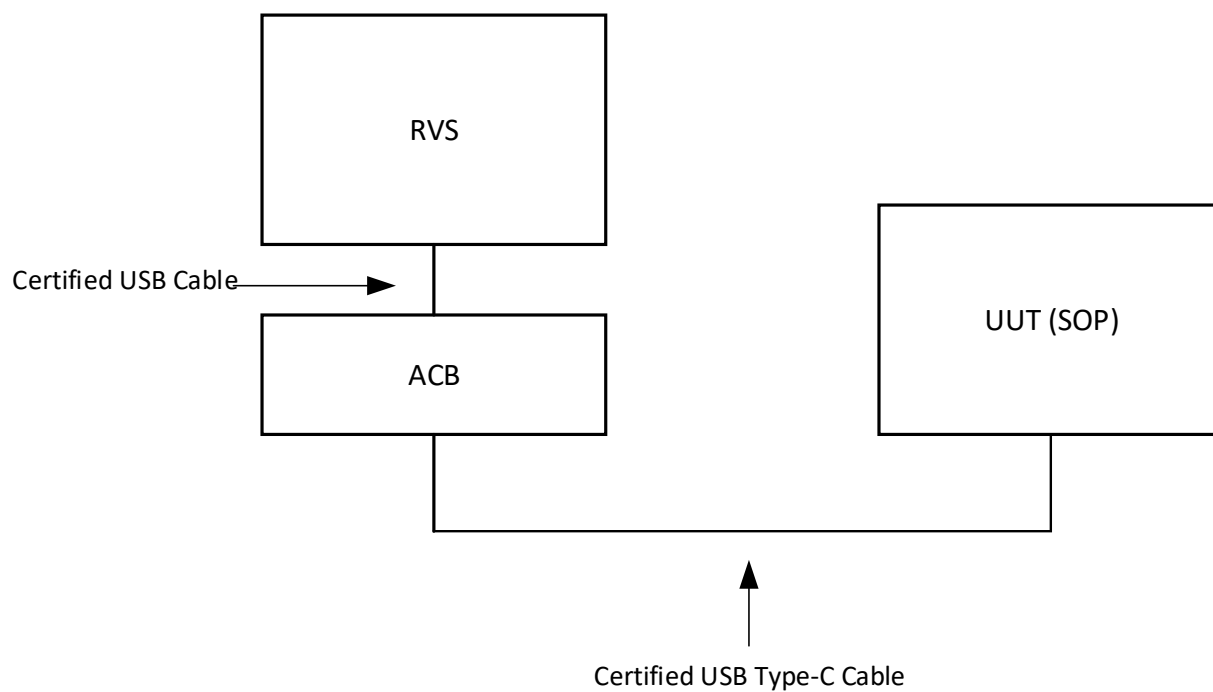 RVS
Certified USB Cable
ACB
UUT (SOP)
Certified USB Type-C Cable